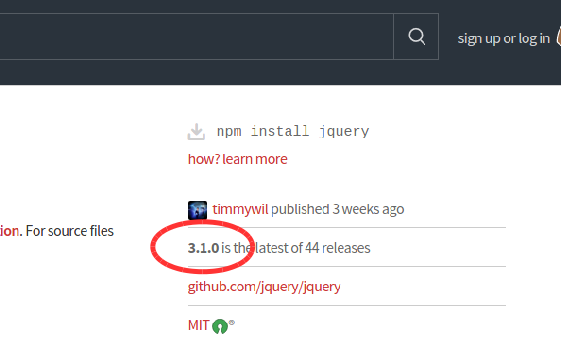 sign up or log in
npm install jquery
how? learn more
timmywil published 3 weeks ago
tion. For source files
3.1.0 is the latest of 44 releases
github.com/jquery/jquery
MIT ®